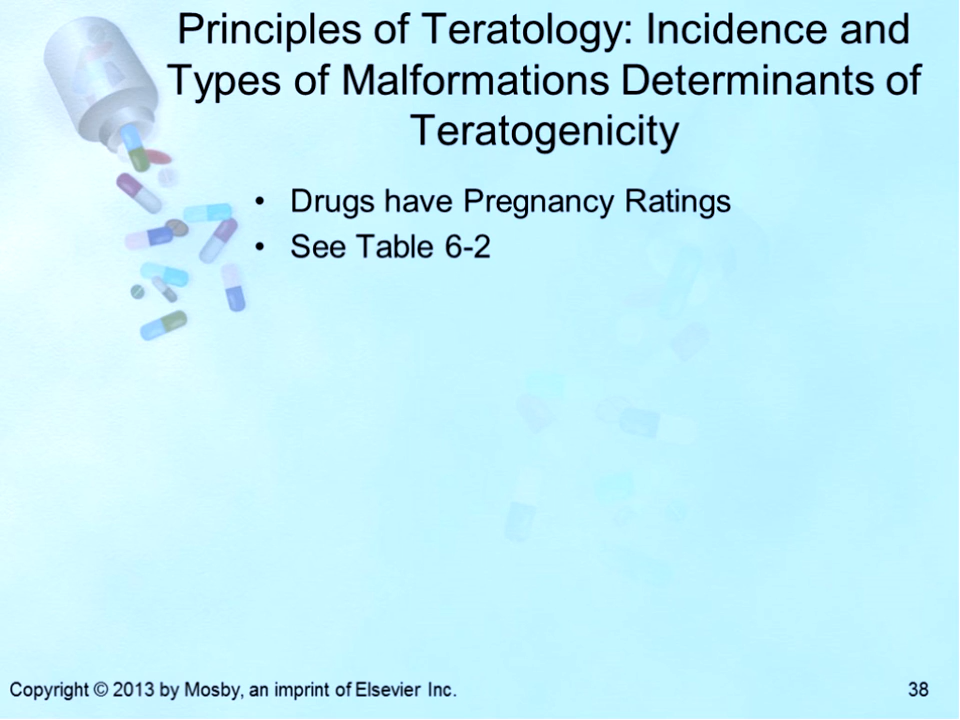 Principles of Teratology: Incidence and
Types of Malformations Determinants of
Teratogenicity
• Drugs have Pregnancy Ratings
• See Table 6-2
Copyright © 2013 by Mosby, an imprint of Elsevier Inc.
38